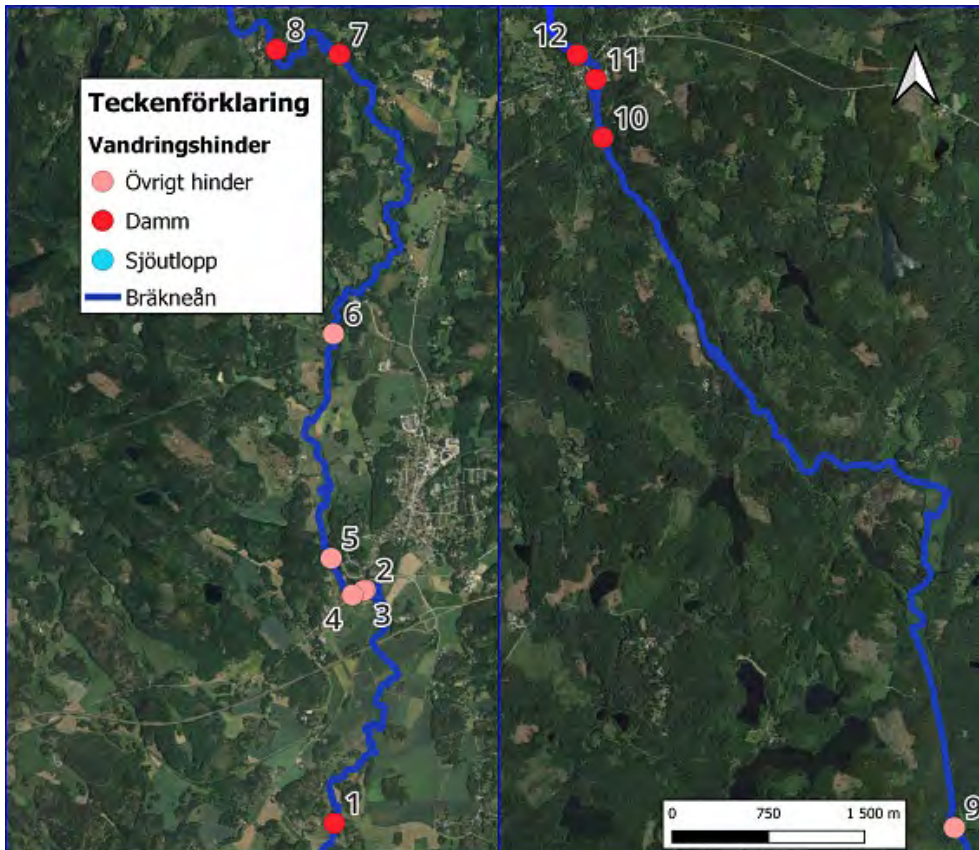 8
7
Teckenförklaring
Vandringshinder
Övrigt hinder
Damm
Sjöutlopp
Bräkneån
6
5
2
4
3
1
12
11
10
0 750 1 500 m
9